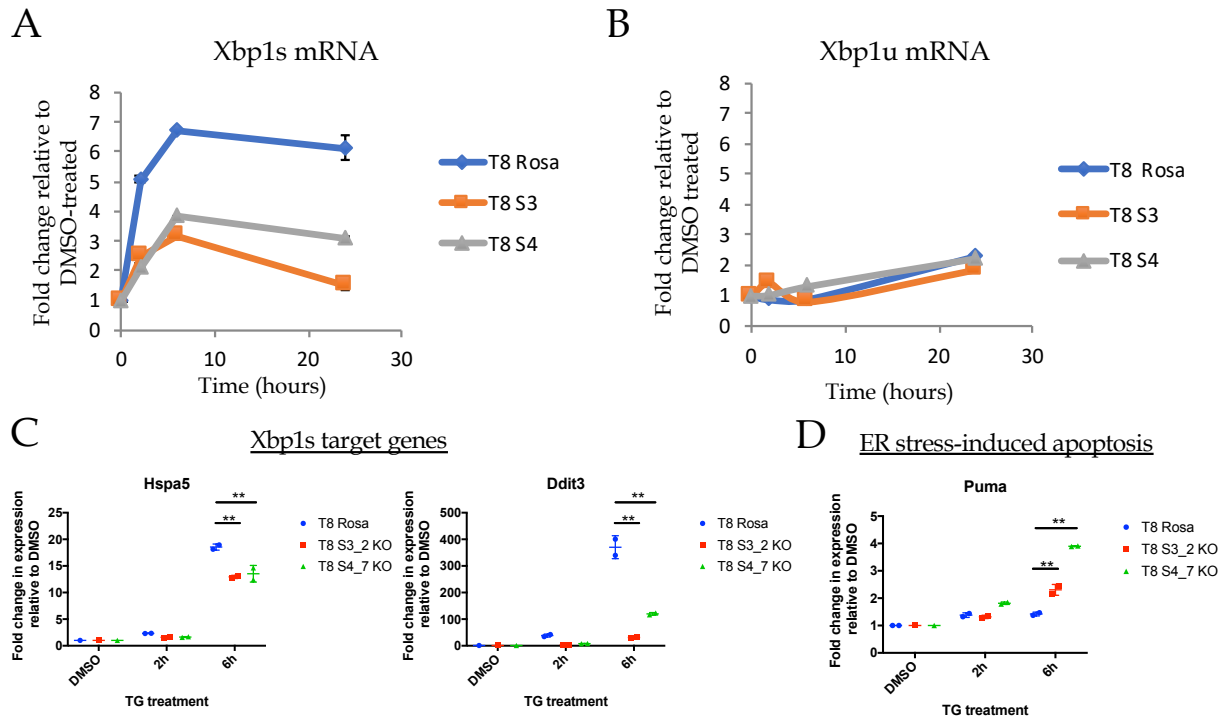 A
Xbp1s mRNA
Fold change relative to
DMSO-treated
8
7
6
5
4
3
2
1
0
0 10 20 30
Time (hours)
T8 Rosa
T8 S3
T8 S4
B
Xbp1u mRNA
Fold change relative to
DMSO treated
8
7
6
5
4
3
2
1
0
0 10 20 30
Time (hours)
T8 Rosa
T8 S3
T8 S4
C
Xbp1s target genes
Hspa5
Fold change in expression
relative to DMSO
25
20
15
10
5
0
**
**
DMSO 2h 6h
TG treatment
T8 Rosa
T8 S3_2 KO
T8 S4_7 KO
Ddit3
Fold change in expression
relative to DMSO
500
400
300
200
100
0
**
**
DMSO 2h 6h
TG treatment
T8 Rosa
T8 S3_2 KO
T8 S4_7 KO
D
ER stress-induced apoptosis
Puma
Fold change in expression
relative to DMSO
5
4
3
2
1
0
**
**
DMSO 2h 6h
TG treatment
T8 Rosa
T8 S3_2 KO
T8 S4_7 KO